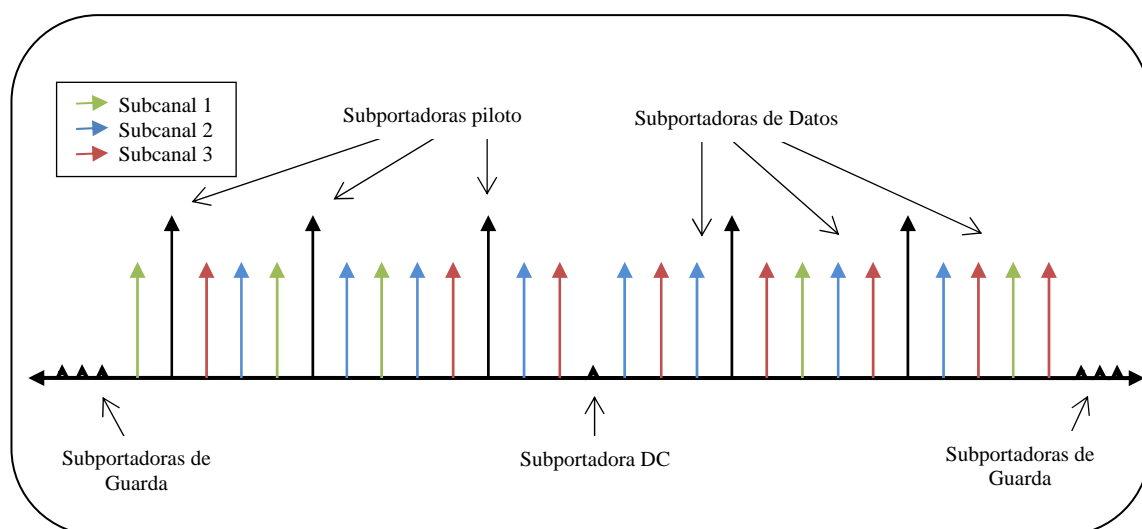 Subcanal 1
Subcanal 2
Subcanal 3
Subportadoras piloto
Subportadoras de Datos
Subportadoras de
Guarda
Subportadora DC
Subportadoras de
Guarda